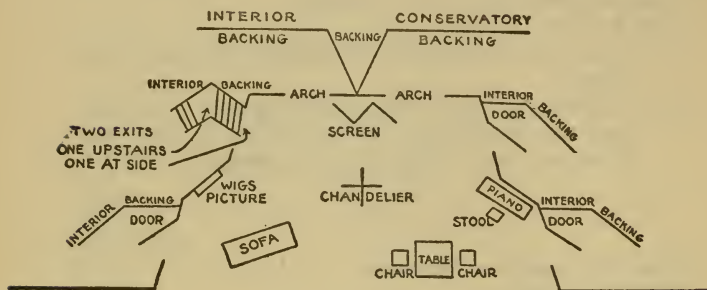 INTERIOR
BACKING
BACKING
CONSERVATORY
BACKING
INTERIOR BACKING
ARCH
ARCH
INTERIOR
DOOR
BACKING
TWO EXITS
ONE UPSTAIRS
ONE AT SIDE
SCREEN
WIGS
PICTURE
CHANDELIER
PIANO
STOOL
INTERIOR
DOOR
BACKING
INTERIOR
BACKING
DOOR
SOFA
CHAIR
TABLE
CHAIR